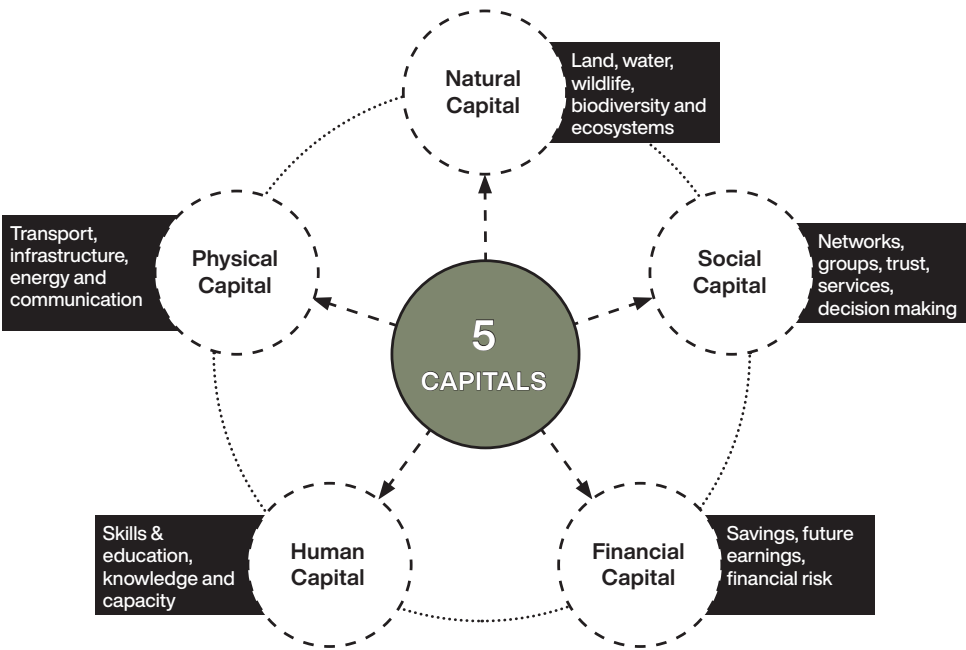 Natural
Capital
Land, water,
wildlife,
biodiversity and
ecosystems
Transport,
infrastructure,
energy and
communication
Physical
Capital
Social
Capital
Networks,
groups, trust,
services,
decision making
5
CAPITALS
Skills &
education,
knowledge and
capacity
Human
Capital
Financial
Capital
Savings, future
earnings,
financial risk